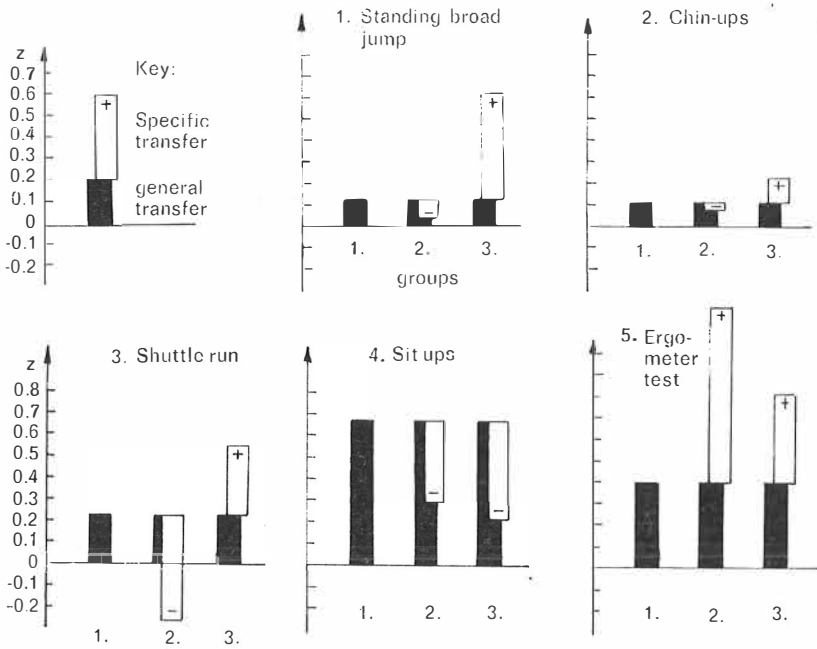 z
0.7
0.6
0.5
0.4
0.3
0.2
0.1
0
-0.1
-0.2
Key:
+
Specific
transfer
general
transfer
1. Standing broad
jump
+
−
1. 2. 3.
groups
2. Chin-ups
−
+
1. 2. 3.
3. Shuttle run
z
0.8
0.7
0.6
0.5
0.4
0.3
0.2
0.1
0
-0.1
-0.2
+
−
1. 2. 3.
4. Sit ups
−
−
1. 2. 3.
5. Ergo-
meter
test
+
+
1. 2. 3.